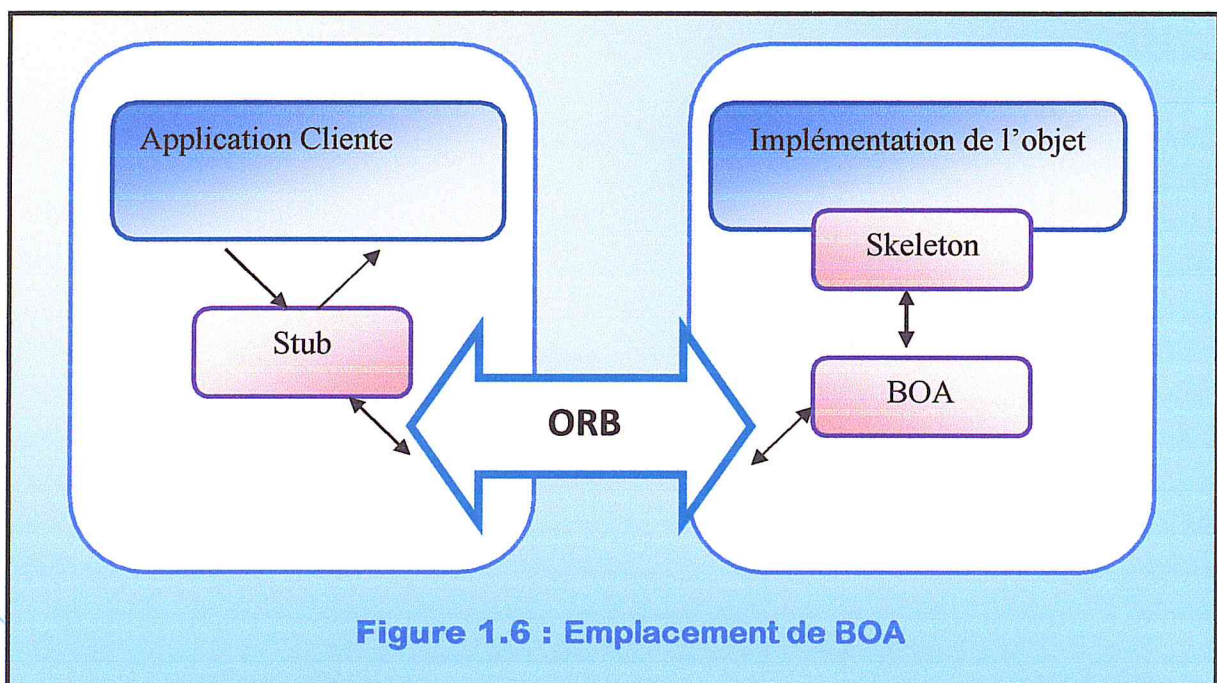 Application Cliente
Implémentation de l'objet
Skeleton
Stub
BOA
ORB
Figure 1.6 : Emplacement de BOA